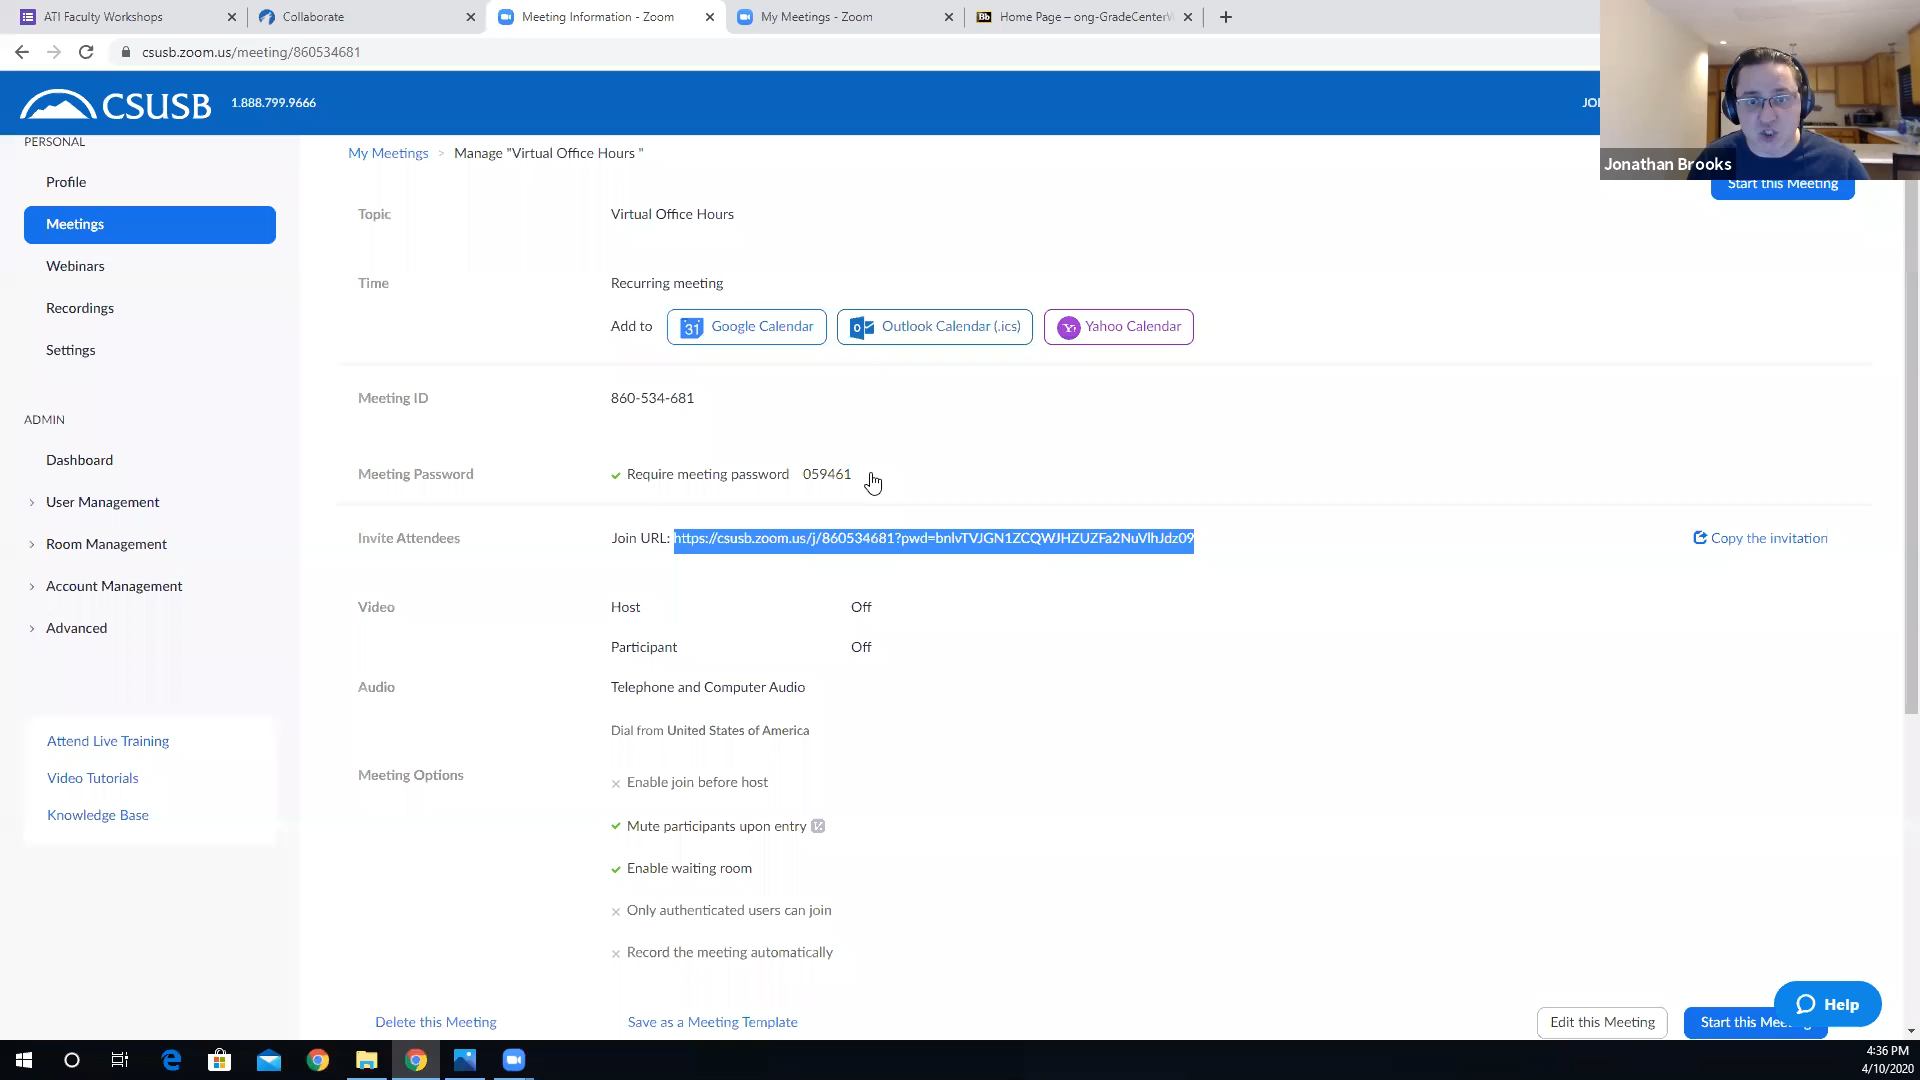 ATI Faculty Workshops
Collaborate
Meeting Information - Zoom
My Meetings - Zoom
Home Page – ong-GradeCenterW
csusb.zoom.us/meeting/860534681
CSUSB
1.888.799.9666
Jonathan Brooks
Start this Meeting
PERSONAL
Profile
Meetings
Webinars
Recordings
Settings
ADMIN
Dashboard
User Management
Room Management
Account Management
Advanced
Attend Live Training
Video Tutorials
Knowledge Base
My Meetings > Manage "Virtual Office Hours "
Topic Virtual Office Hours
Time Recurring meeting
Add to 31 Google Calendar Outlook Calendar (.ics) Yahoo Calendar
Meeting ID 860-534-681
Meeting Password Require meeting password 059461
Invite Attendees Join URL: https://csusb.zoom.us/j/860534681?pwd=bnlvTVJGN1ZCQWJHZUZFa2NuVlhJdz09 Copy the invitation
Video Host Off
Participant Off
Audio Telephone and Computer Audio
Dial from United States of America
Meeting Options
Enable join before host
Mute participants upon entry
Enable waiting room
Only authenticated users can join
Record the meeting automatically
Delete this Meeting Save as a Meeting Template Edit this Meeting Start this
Help
4:36 PM
4/10/2020